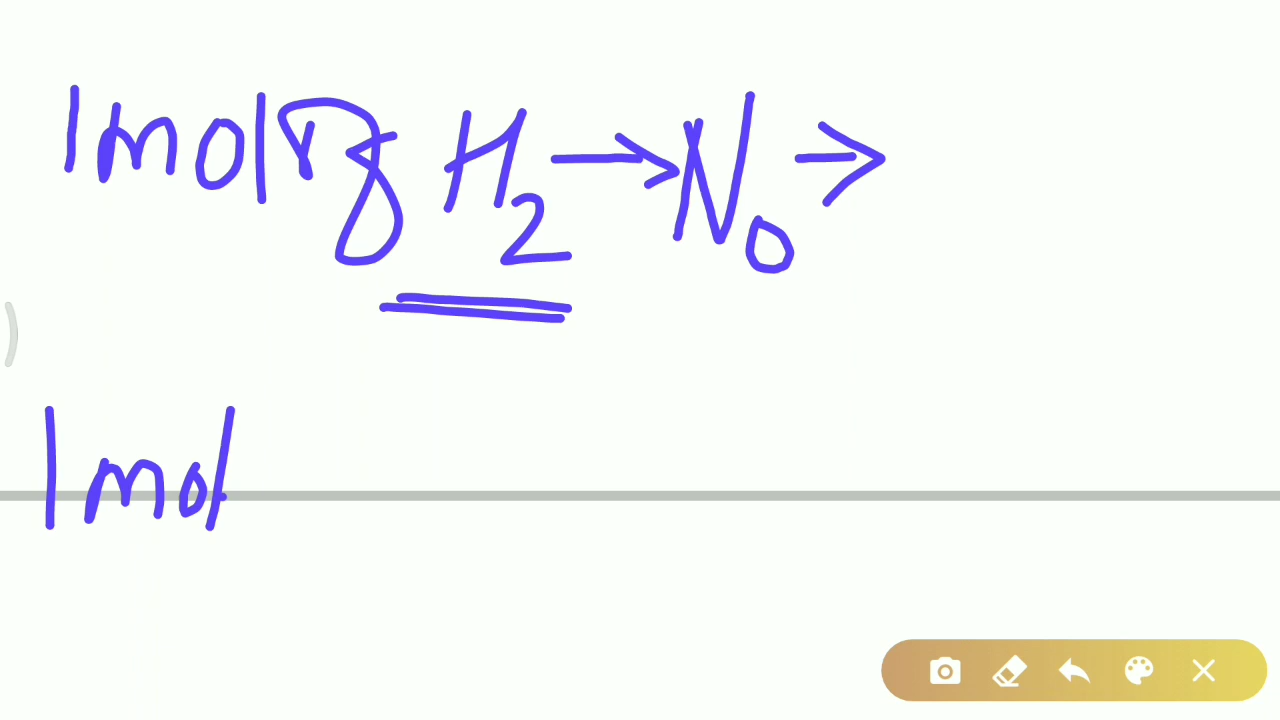 1mol of H2 → N0 →
1mol